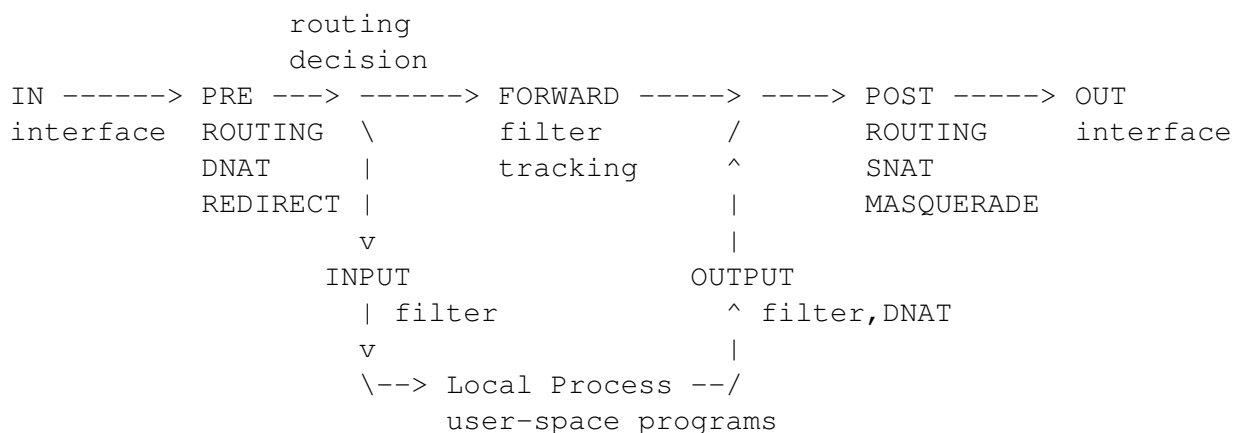 routing
decision
IN ------> PRE ---> ------> FORWARD -----> ----> POST -----> OUT
interface ROUTING \ filter / ROUTING interface
DNAT | tracking ^ SNAT
REDIRECT | | MASQUERADE
v |
INPUT OUTPUT
| filter ^ filter,DNAT
v |
\--> Local Process --/
user-space programs